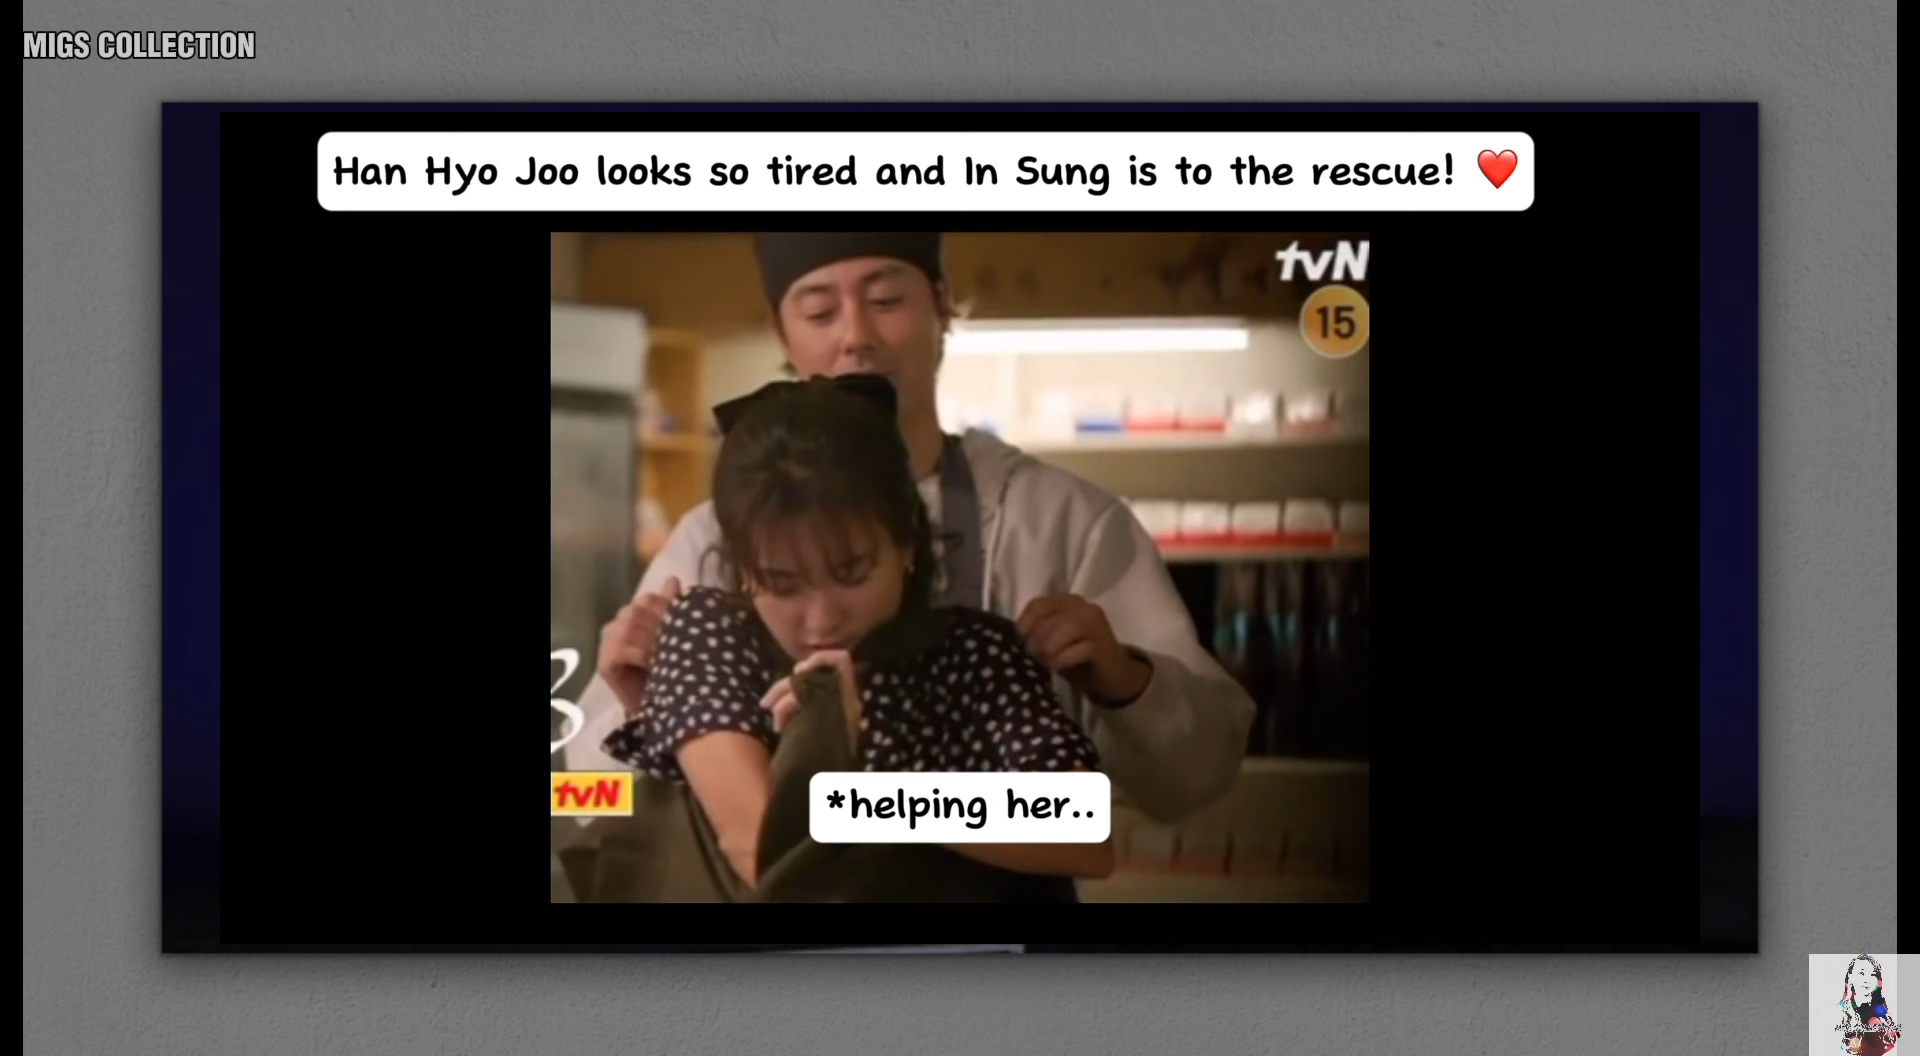 MIGS COLLECTION
Han Hyo Joo looks so tired and In Sung is to the rescue! ❤️
tvN
15
tvN
*helping her..